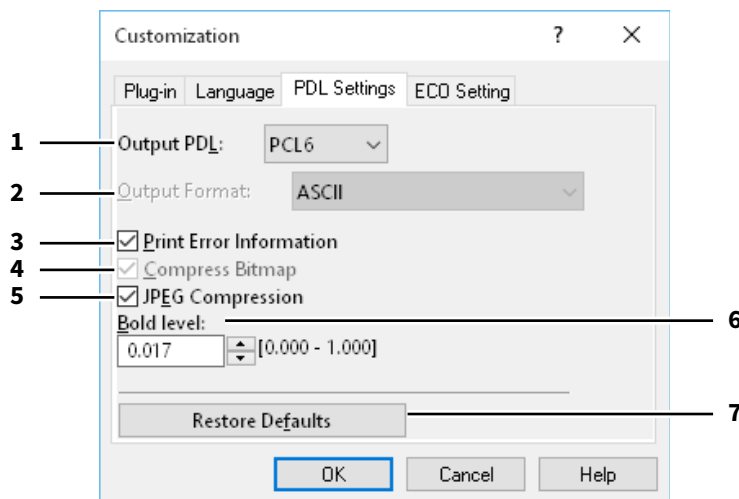 Customization ? ×
Plug-in Language PDL Settings ECO Setting
1 Output PDL: PCL6
2 Output Format: ASCII
3 Print Error Information
4 Compress Bitmap
5 JPEG Compression
Bold level: 6
0.017 [0.000 - 1.000]
Restore Defaults 7
OK Cancel Help